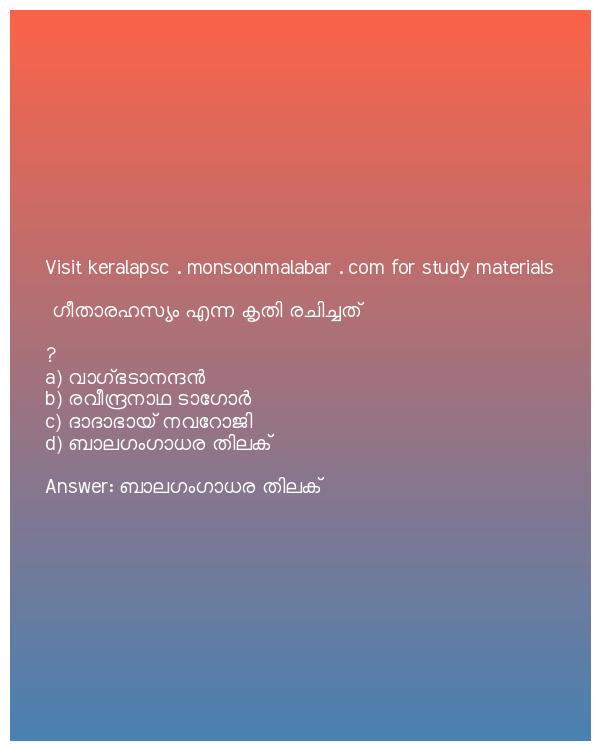 Visit keralapsc . monsoonmalabar . com for study materials
ഗീതാരഹസ്യം എന്ന കൃതി രചിച്ചത്
?
a) വാഗ്ഭടാനന്ദൻ
b) രവീന്ദ്രനാഥ ടാഗോർ
c) ദാദാഭായ് നവറോജി
d) ബാലഗംഗാധര തിലക്
Answer: ബാലഗംഗാധര തിലക്